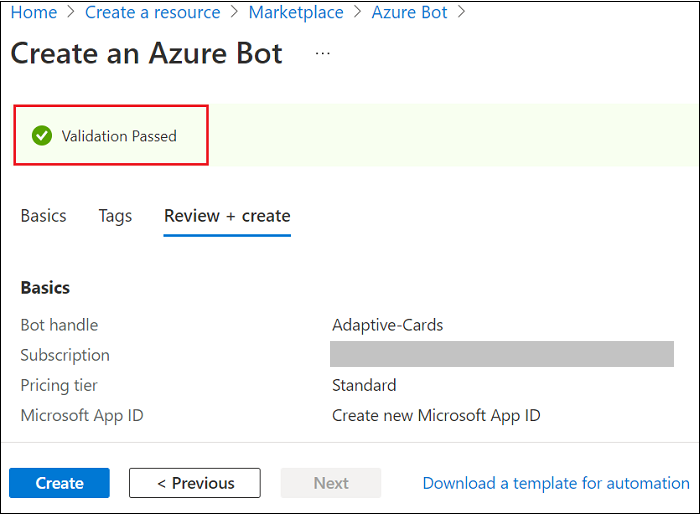 Home > Create a resource > Marketplace > Azure Bot >
Create an Azure Bot ...
Validation Passed
Basics Tags Review + create
Basics
Bot handle Adaptive-Cards
Subscription
Pricing tier Standard
Microsoft App ID Create new Microsoft App ID
Create < Previous Next Download a template for automation